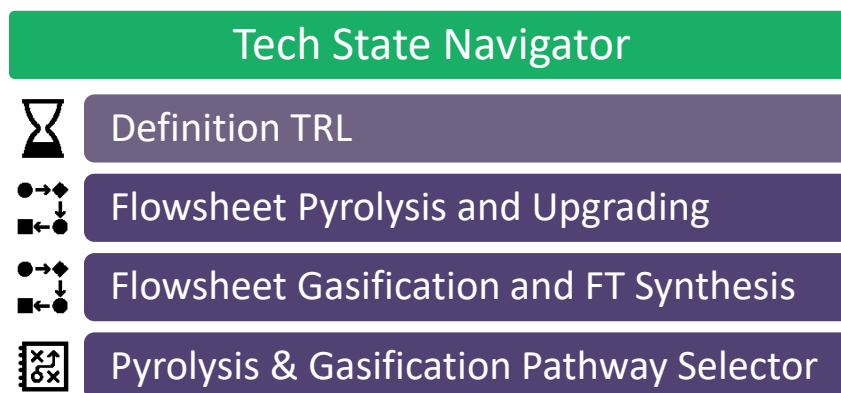 Tech State Navigator
Definition TRL
Flowsheet Pyrolysis and Upgrading
Flowsheet Gasification and FT Synthesis
Pyrolysis & Gasification Pathway Selector